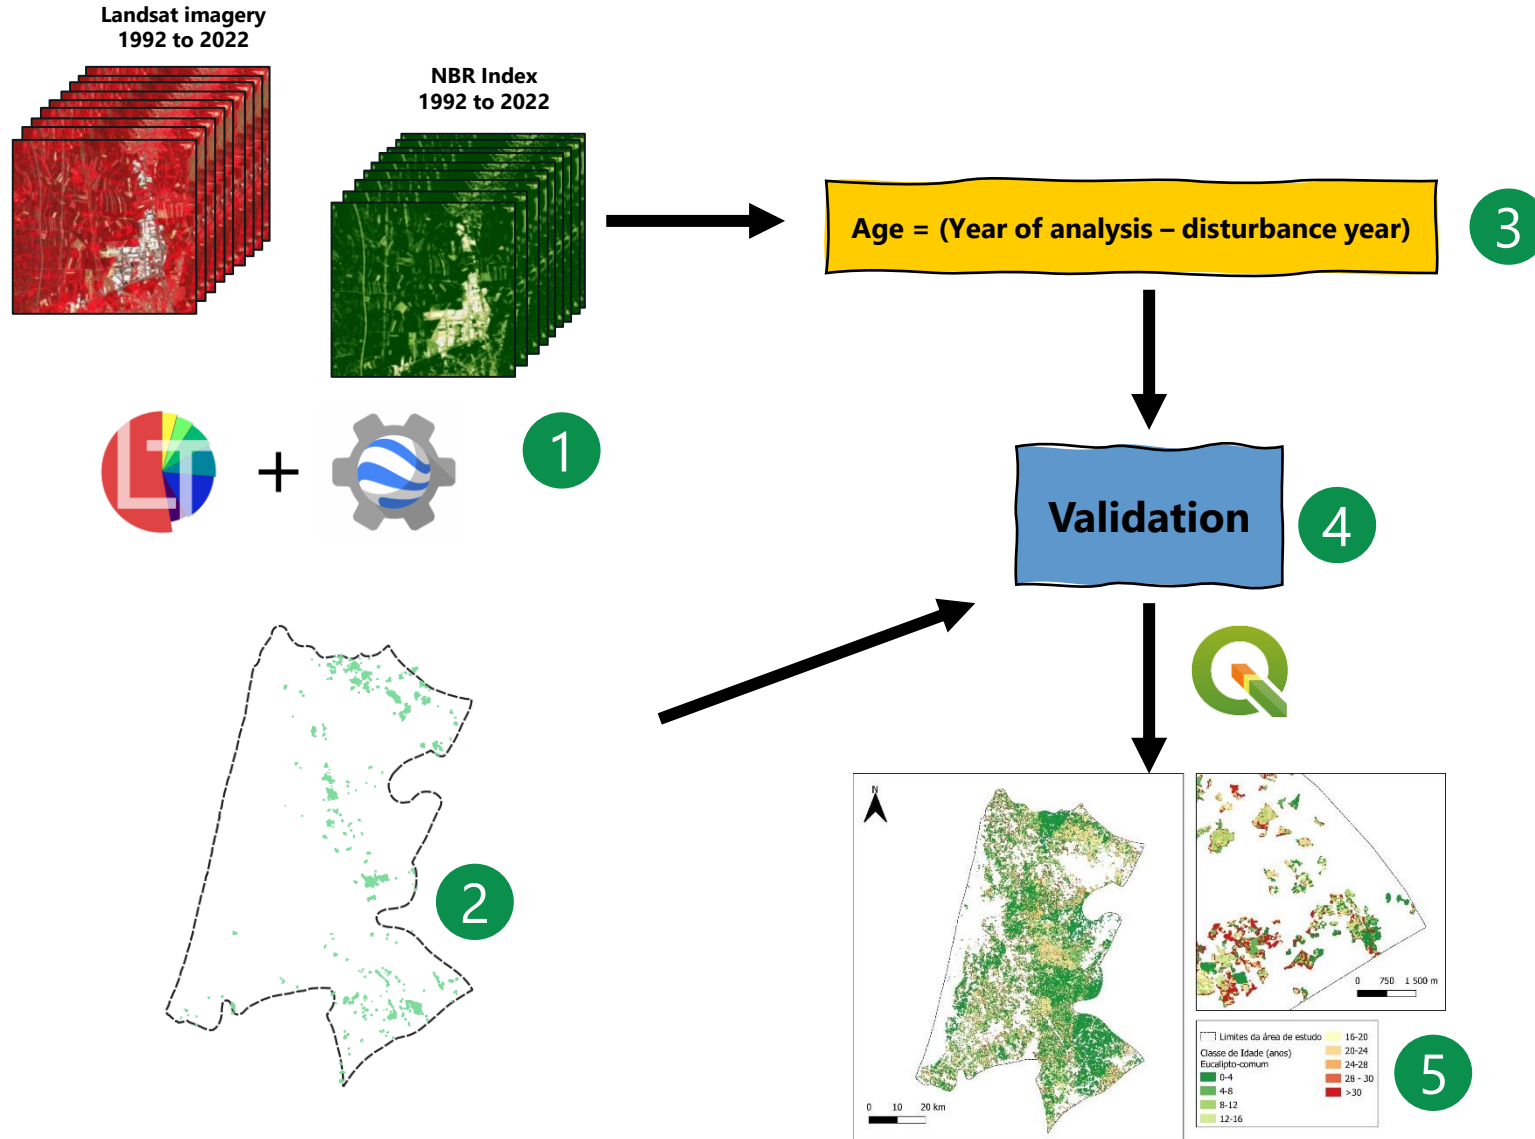 Landsat imagery
1992 to 2022
NBR Index
1992 to 2022
Age = (Year of analysis – disturbance year)
3
LT
+
1
Validation
4
2
N
0 10 20 km
0 750 1 500 m
Limites da área de estudo
Classe de Idade (anos)
Eucalipto-comum
0-4
4-8
8-12
12-16
16-20
20-24
24-28
28 - 30
>30
5